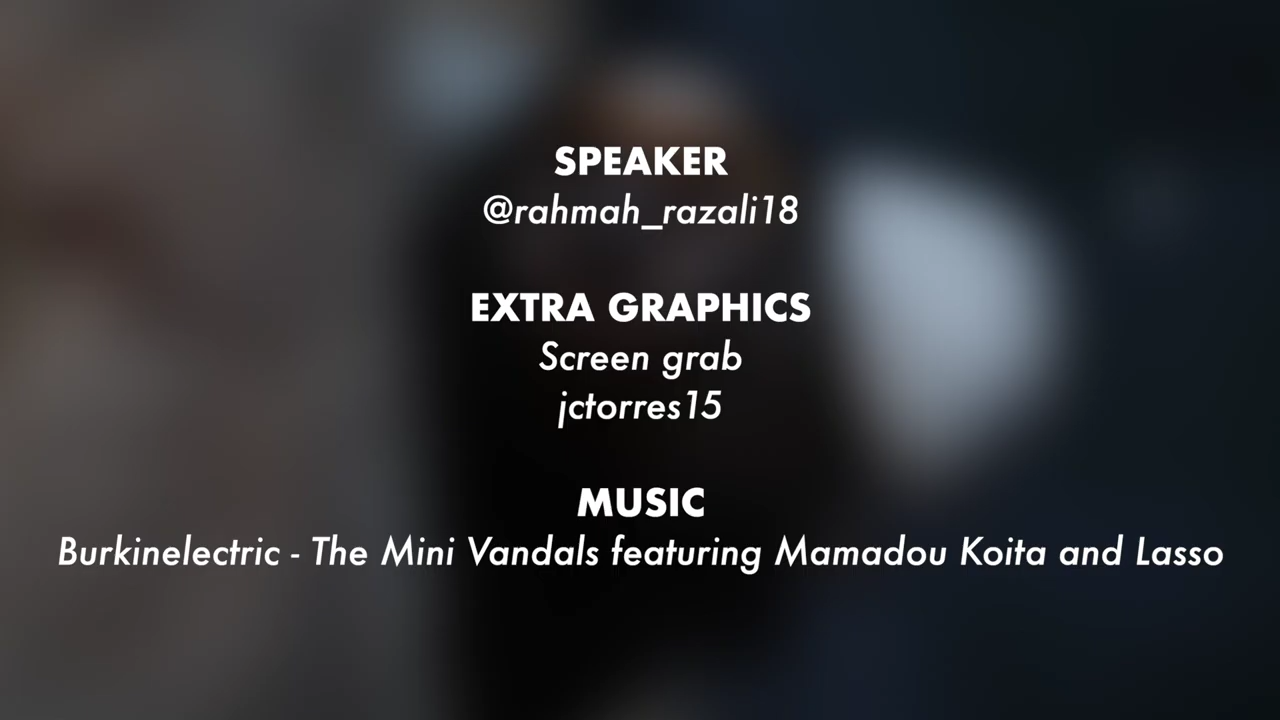 SPEAKER
@rahmah_razali18
EXTRA GRAPHICS
Screen grab
jctorres15
MUSIC
Burkinelectric - The Mini Vandals featuring Mamadou Koita and Lasso